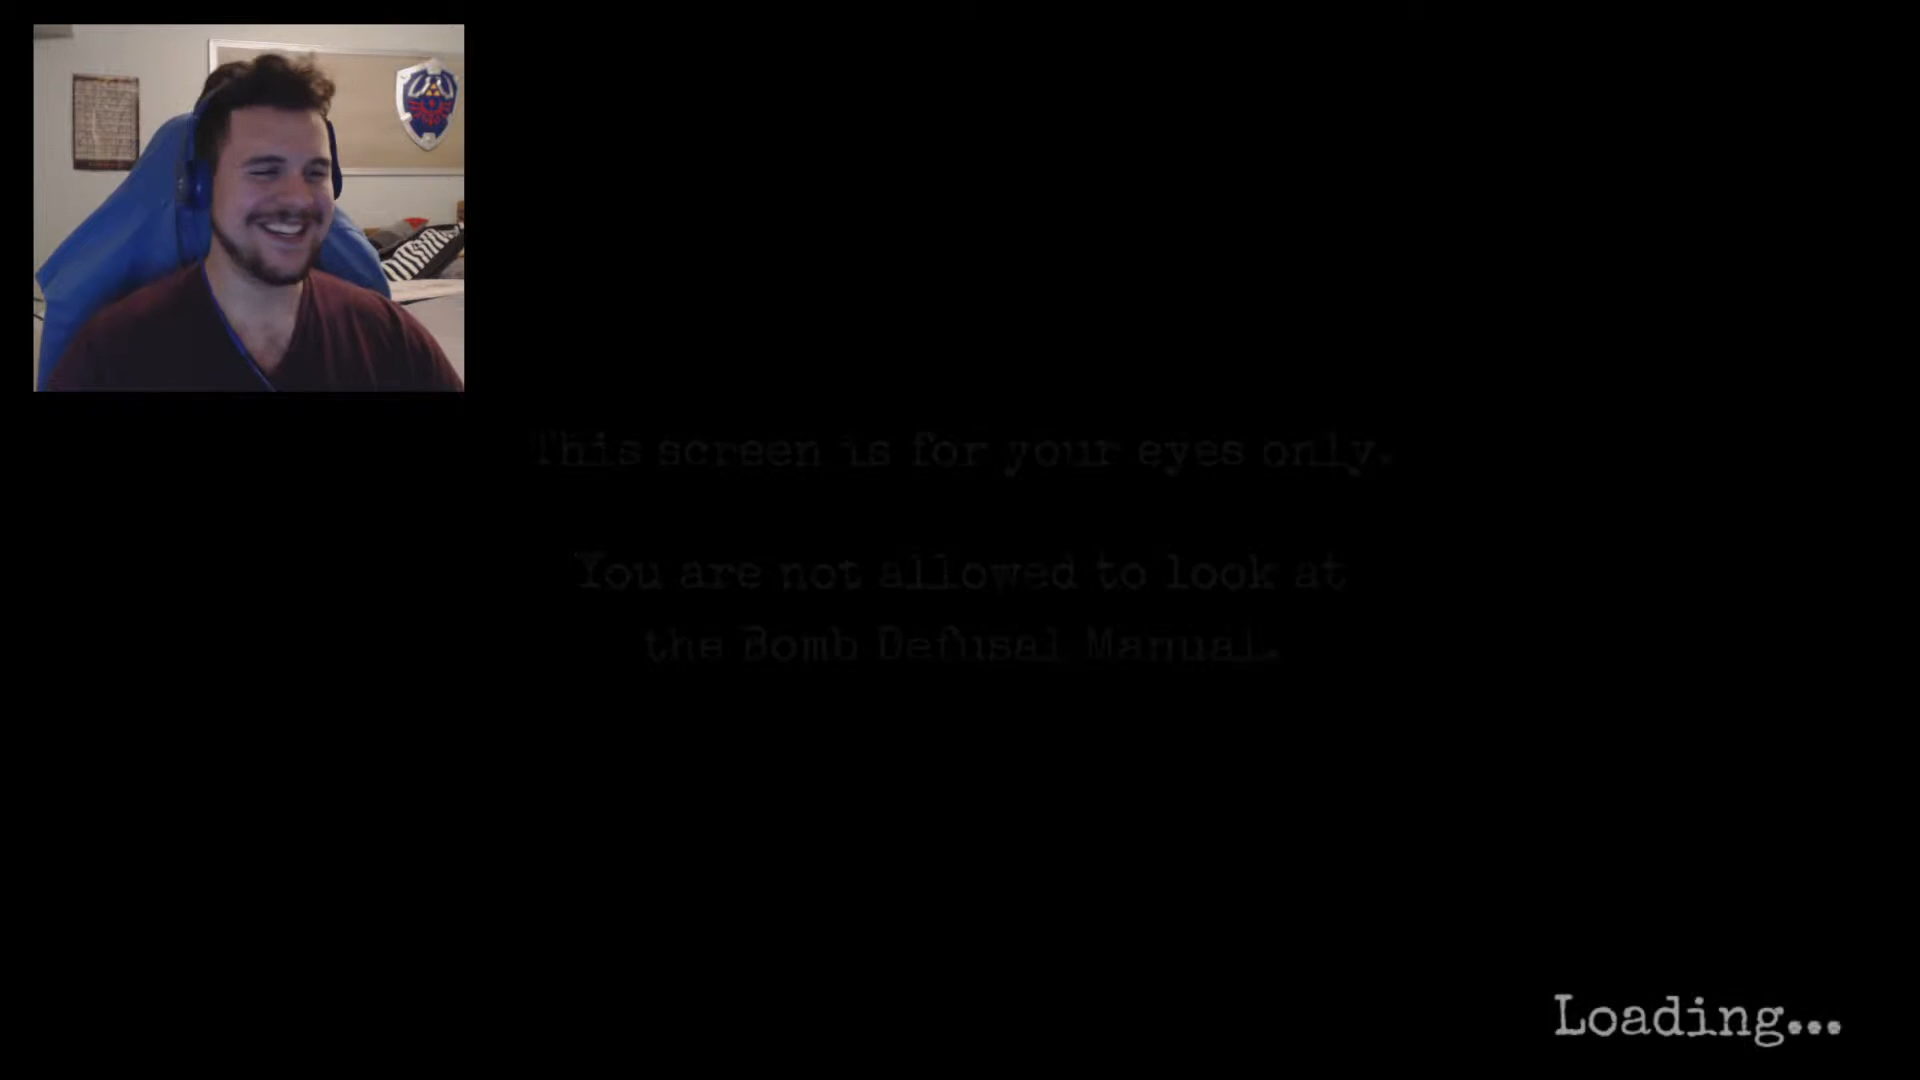 This screen is for your eyes only.
You are not allowed to look at
the Bomb Defusal Manual.
Loading...